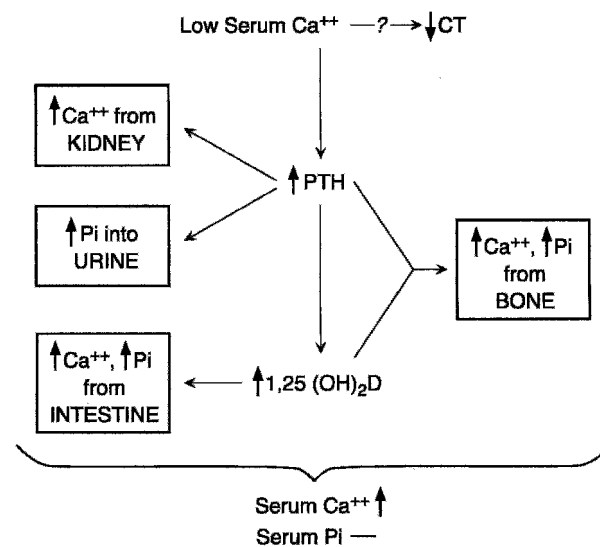 Low Serum Ca⁺⁺ —?→ ↓CT
↑Ca⁺⁺ from
KIDNEY
↑PTH
↑Pi into
URINE
↑Ca⁺⁺, ↑Pi
from
BONE
↑Ca⁺⁺, ↑Pi
from
INTESTINE
↑1,25 (OH)₂D
Serum Ca⁺⁺ ↑
Serum Pi —